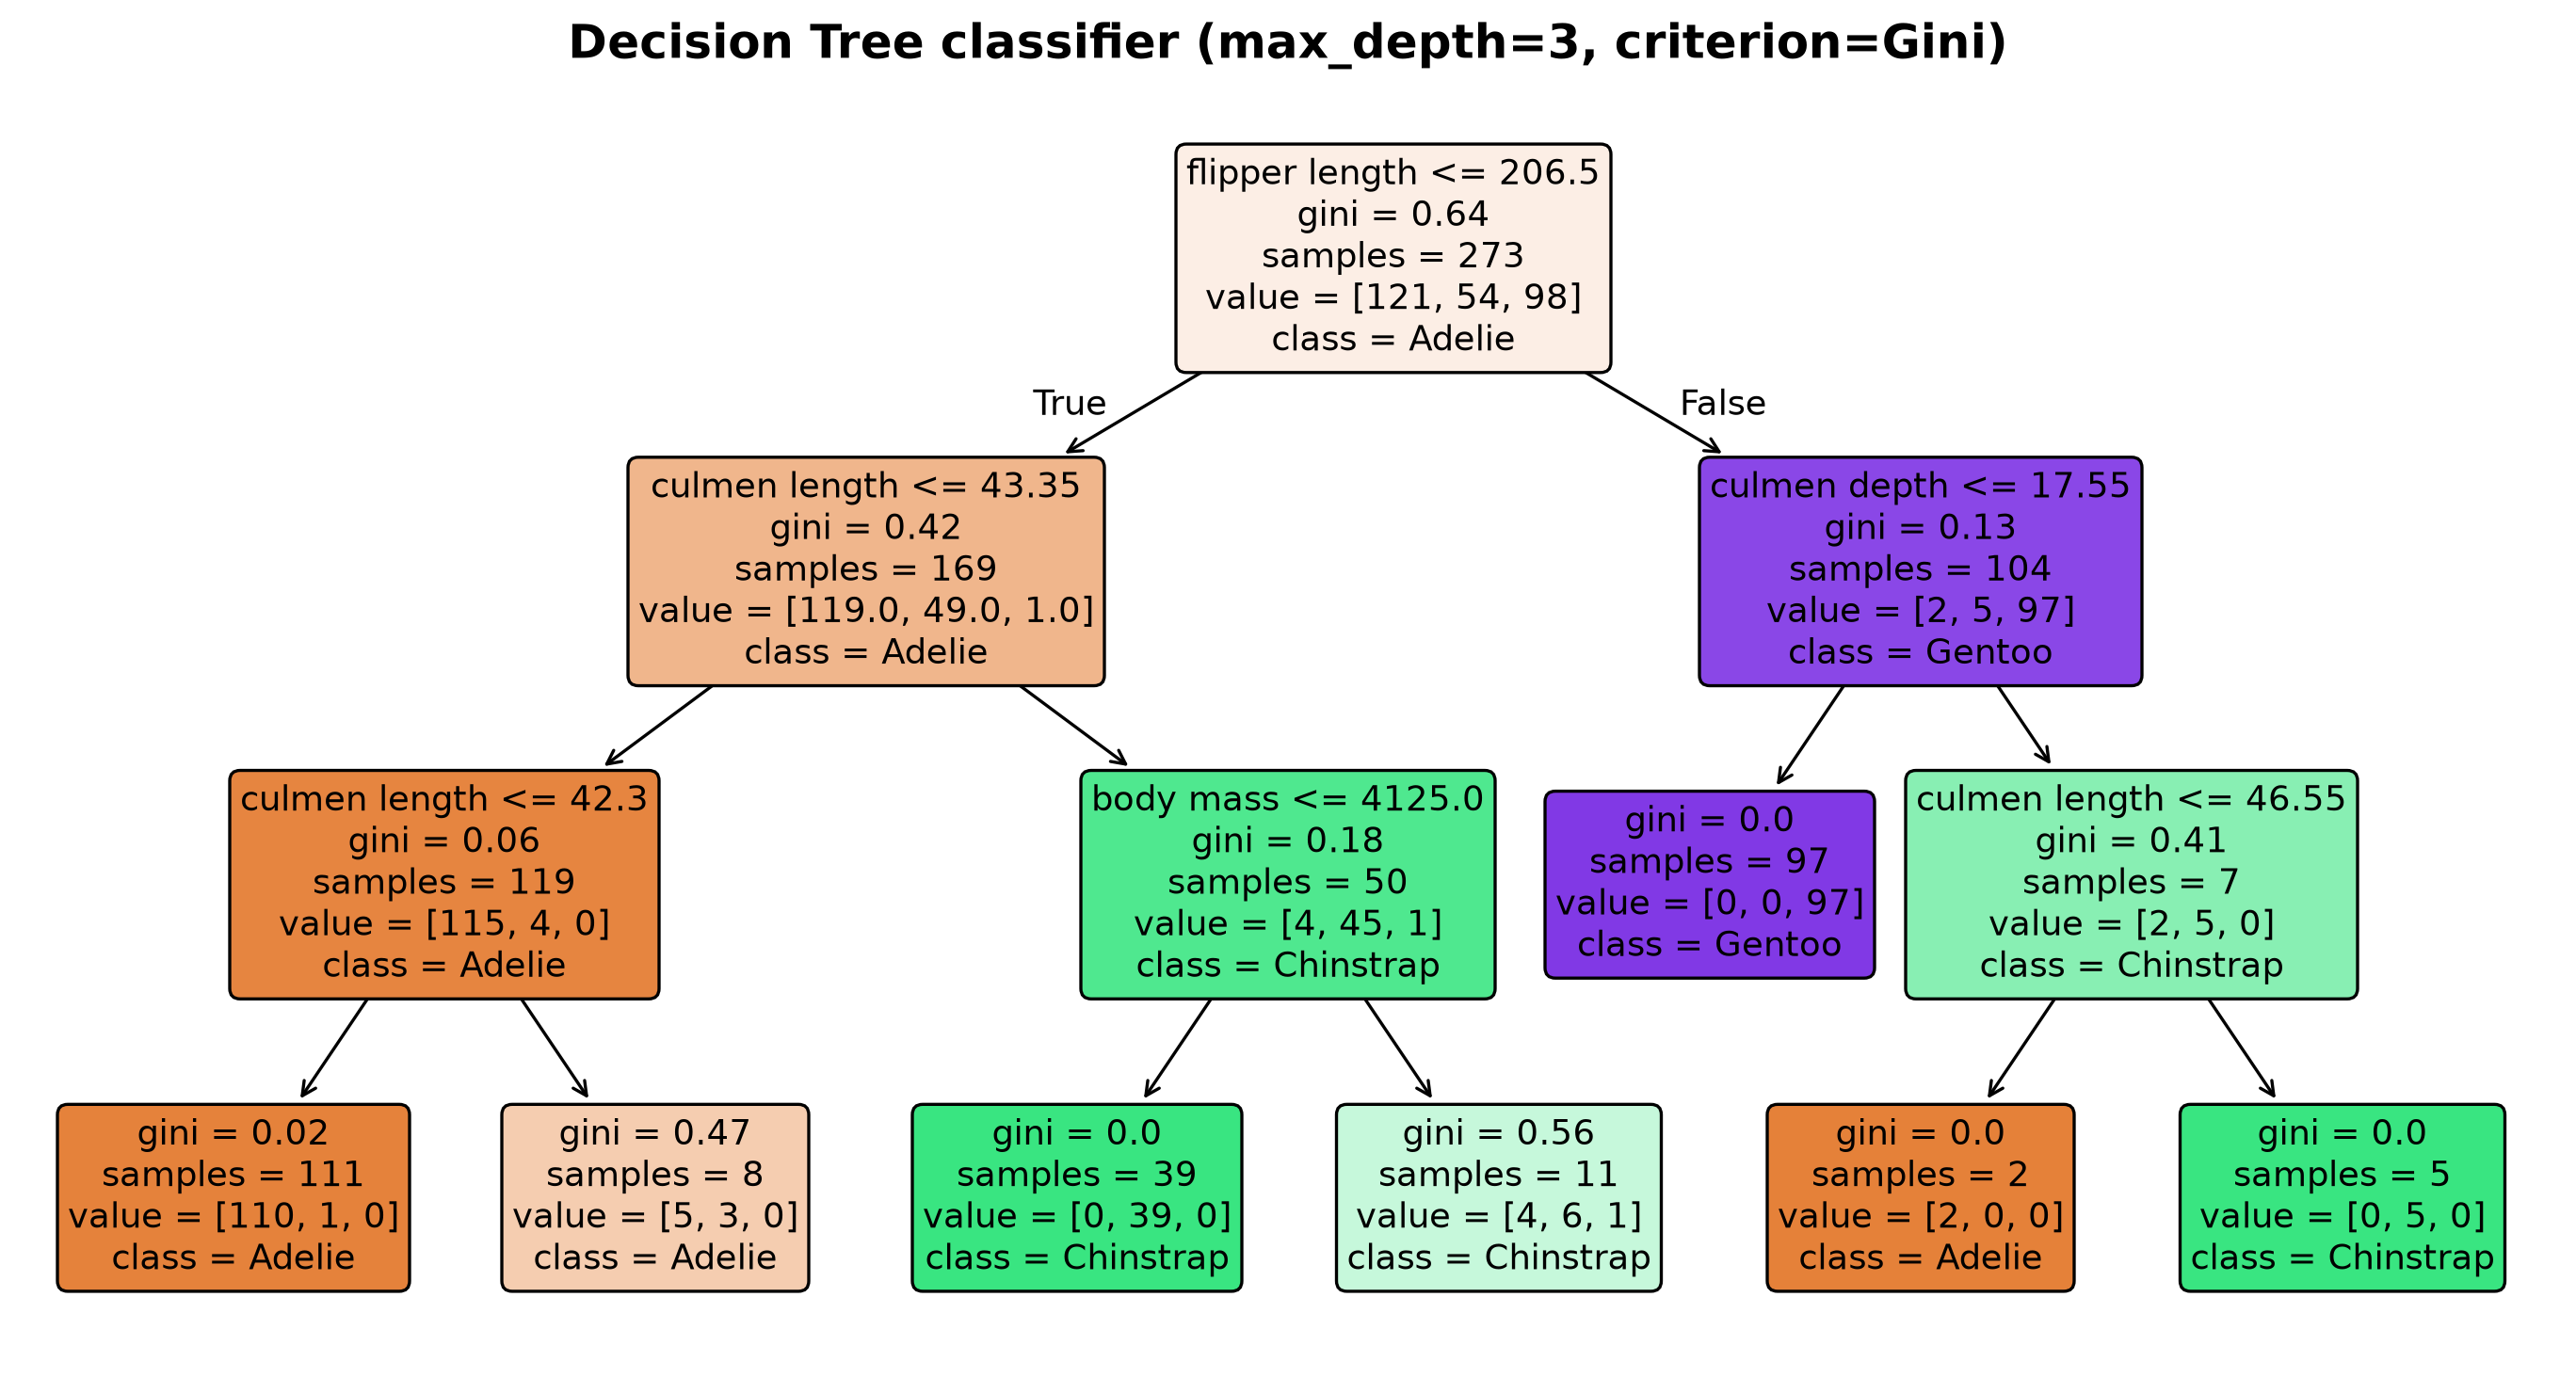 Decision Tree classifier (max_depth=3, criterion=Gini)
flipper length <= 206.5
gini = 0.64
samples = 273
value = [121, 54, 98]
class = Adelie
True
False
culmen length <= 43.35
gini = 0.42
samples = 169
value = [119.0, 49.0, 1.0]
class = Adelie
culmen depth <= 17.55
gini = 0.13
samples = 104
value = [2, 5, 97]
class = Gentoo
culmen length <= 42.3
gini = 0.06
samples = 119
value = [115, 4, 0]
class = Adelie
body mass <= 4125.0
gini = 0.18
samples = 50
value = [4, 45, 1]
class = Chinstrap
gini = 0.0
samples = 97
value = [0, 0, 97]
class = Gentoo
culmen length <= 46.55
gini = 0.41
samples = 7
value = [2, 5, 0]
class = Chinstrap
gini = 0.02
samples = 111
value = [110, 1, 0]
class = Adelie
gini = 0.47
samples = 8
value = [5, 3, 0]
class = Adelie
gini = 0.0
samples = 39
value = [0, 39, 0]
class = Chinstrap
gini = 0.56
samples = 11
value = [4, 6, 1]
class = Chinstrap
gini = 0.0
samples = 2
value = [2, 0, 0]
class = Adelie
gini = 0.0
samples = 5
value = [0, 5, 0]
class = Chinstrap